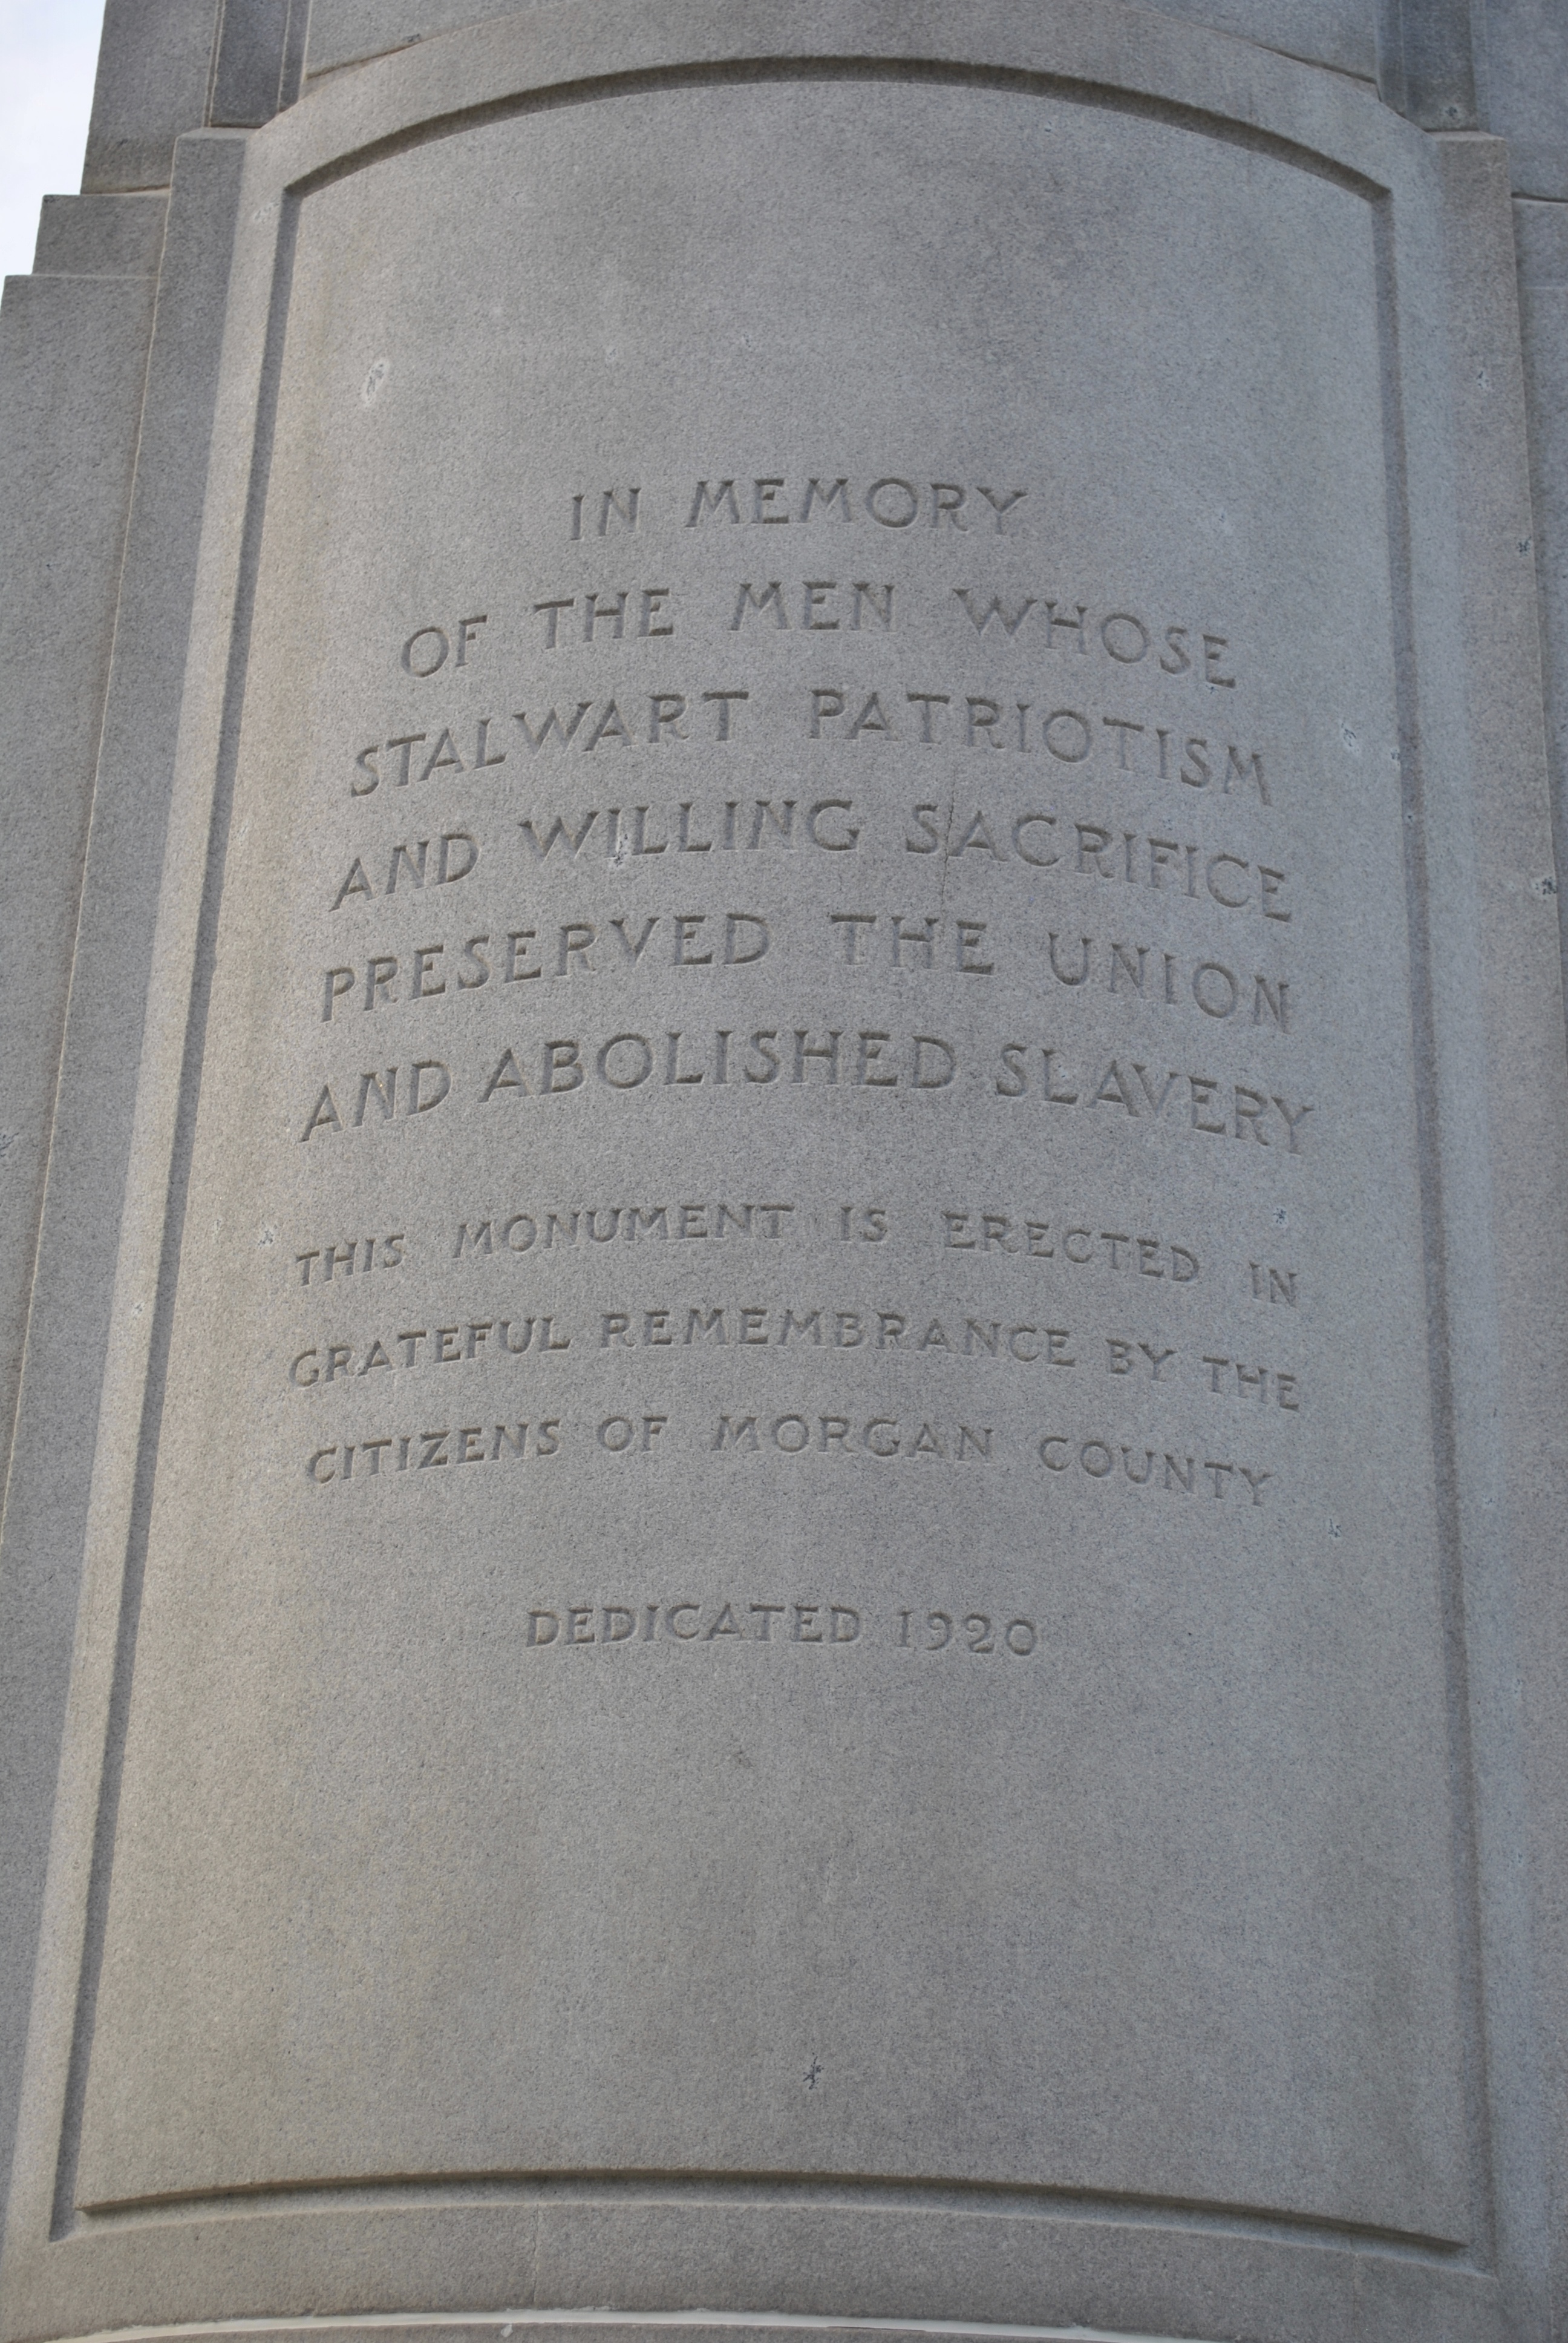 IN MEMORY
OF THE MEN WHOSE
STALWART PATRIOTISM
AND WILLING SACRIFICE
PRESERVED THE UNION
AND ABOLISHED SLAVERY
THIS MONUMENT IS ERECTED IN
GRATEFUL REMEMBRANCE BY THE
CITIZENS OF MORGAN COUNTY
DEDICATED 1920